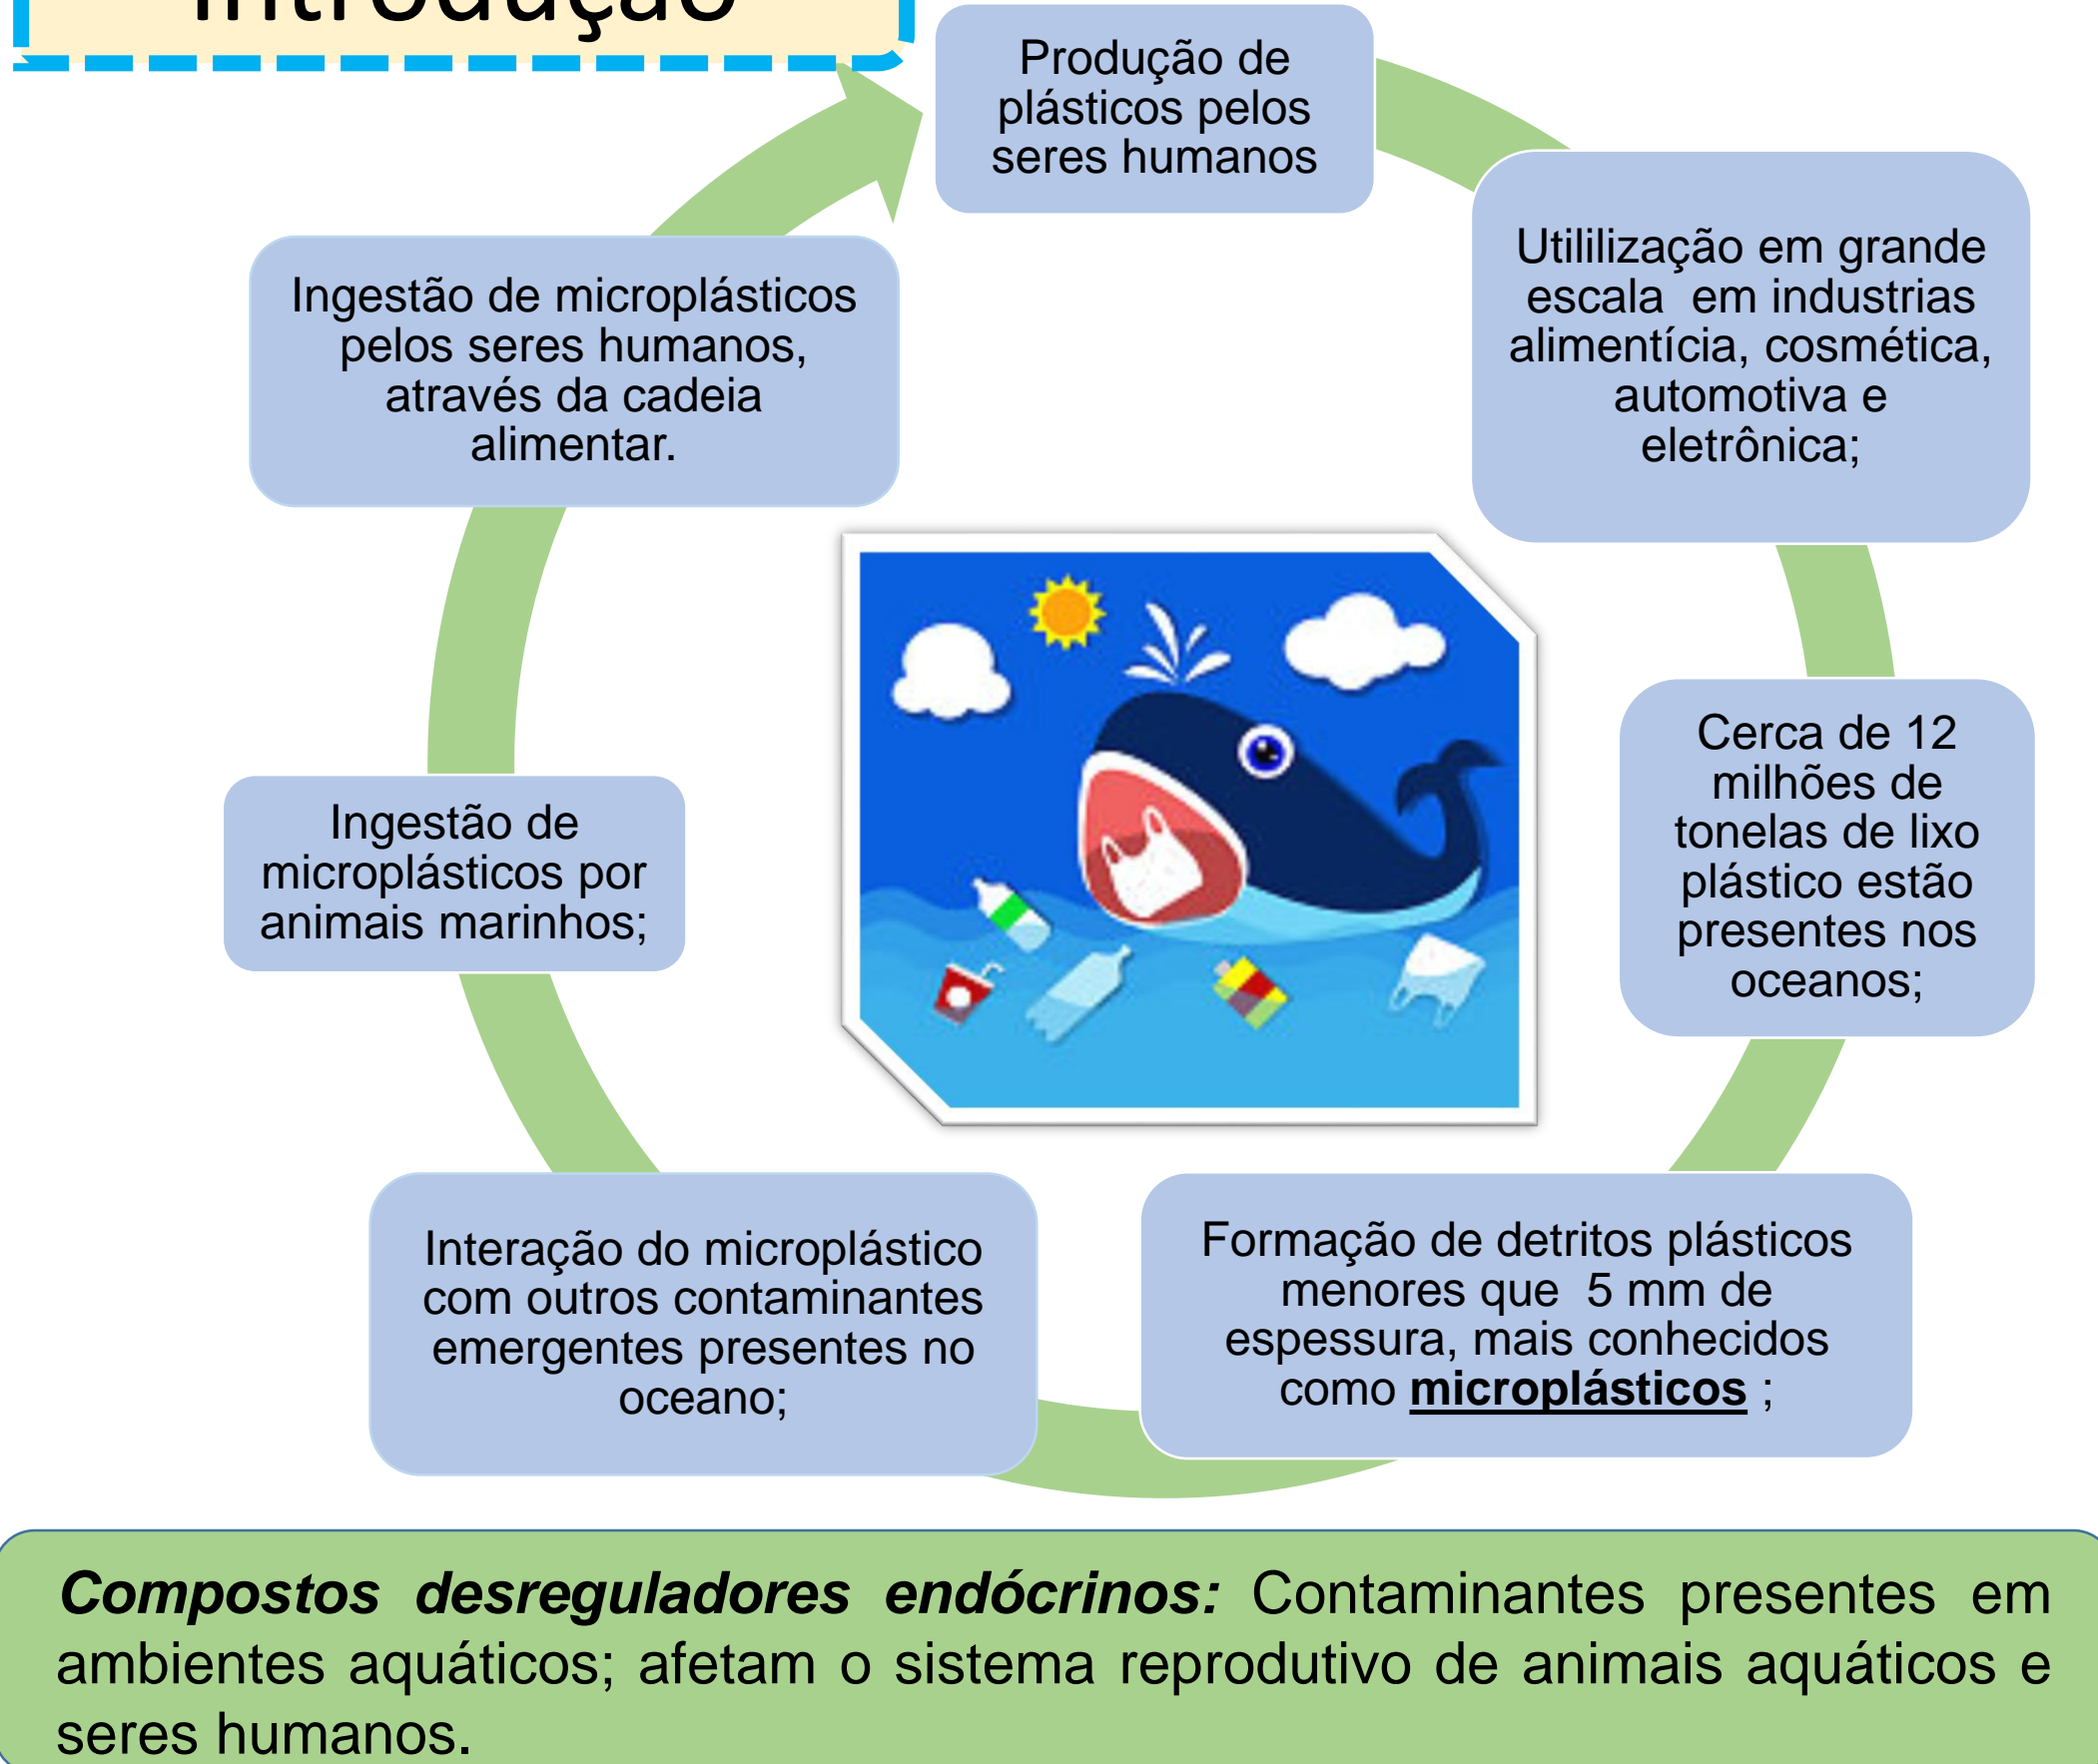 Introdução
Produção de
plásticos pelos
seres humanos
Utililização em grande
escala em industrias
alimentícia, cosmética,
automotiva e
eletrônica;
Cerca de 12
milhões de
tonelas de lixo
plástico estão
presentes nos
oceanos;
Formação de detritos plásticos
menores que 5 mm de
espessura, mais conhecidos
como microplásticos ;
Interação do microplástico
com outros contaminantes
emergentes presentes no
oceano;
Ingestão de
microplásticos por
animais marinhos;
Ingestão de microplásticos
pelos seres humanos,
através da cadeia
alimentar.
Compostos desreguladores endócrinos: Contaminantes presentes em
ambientes aquáticos; afetam o sistema reprodutivo de animais aquáticos e
seres humanos.